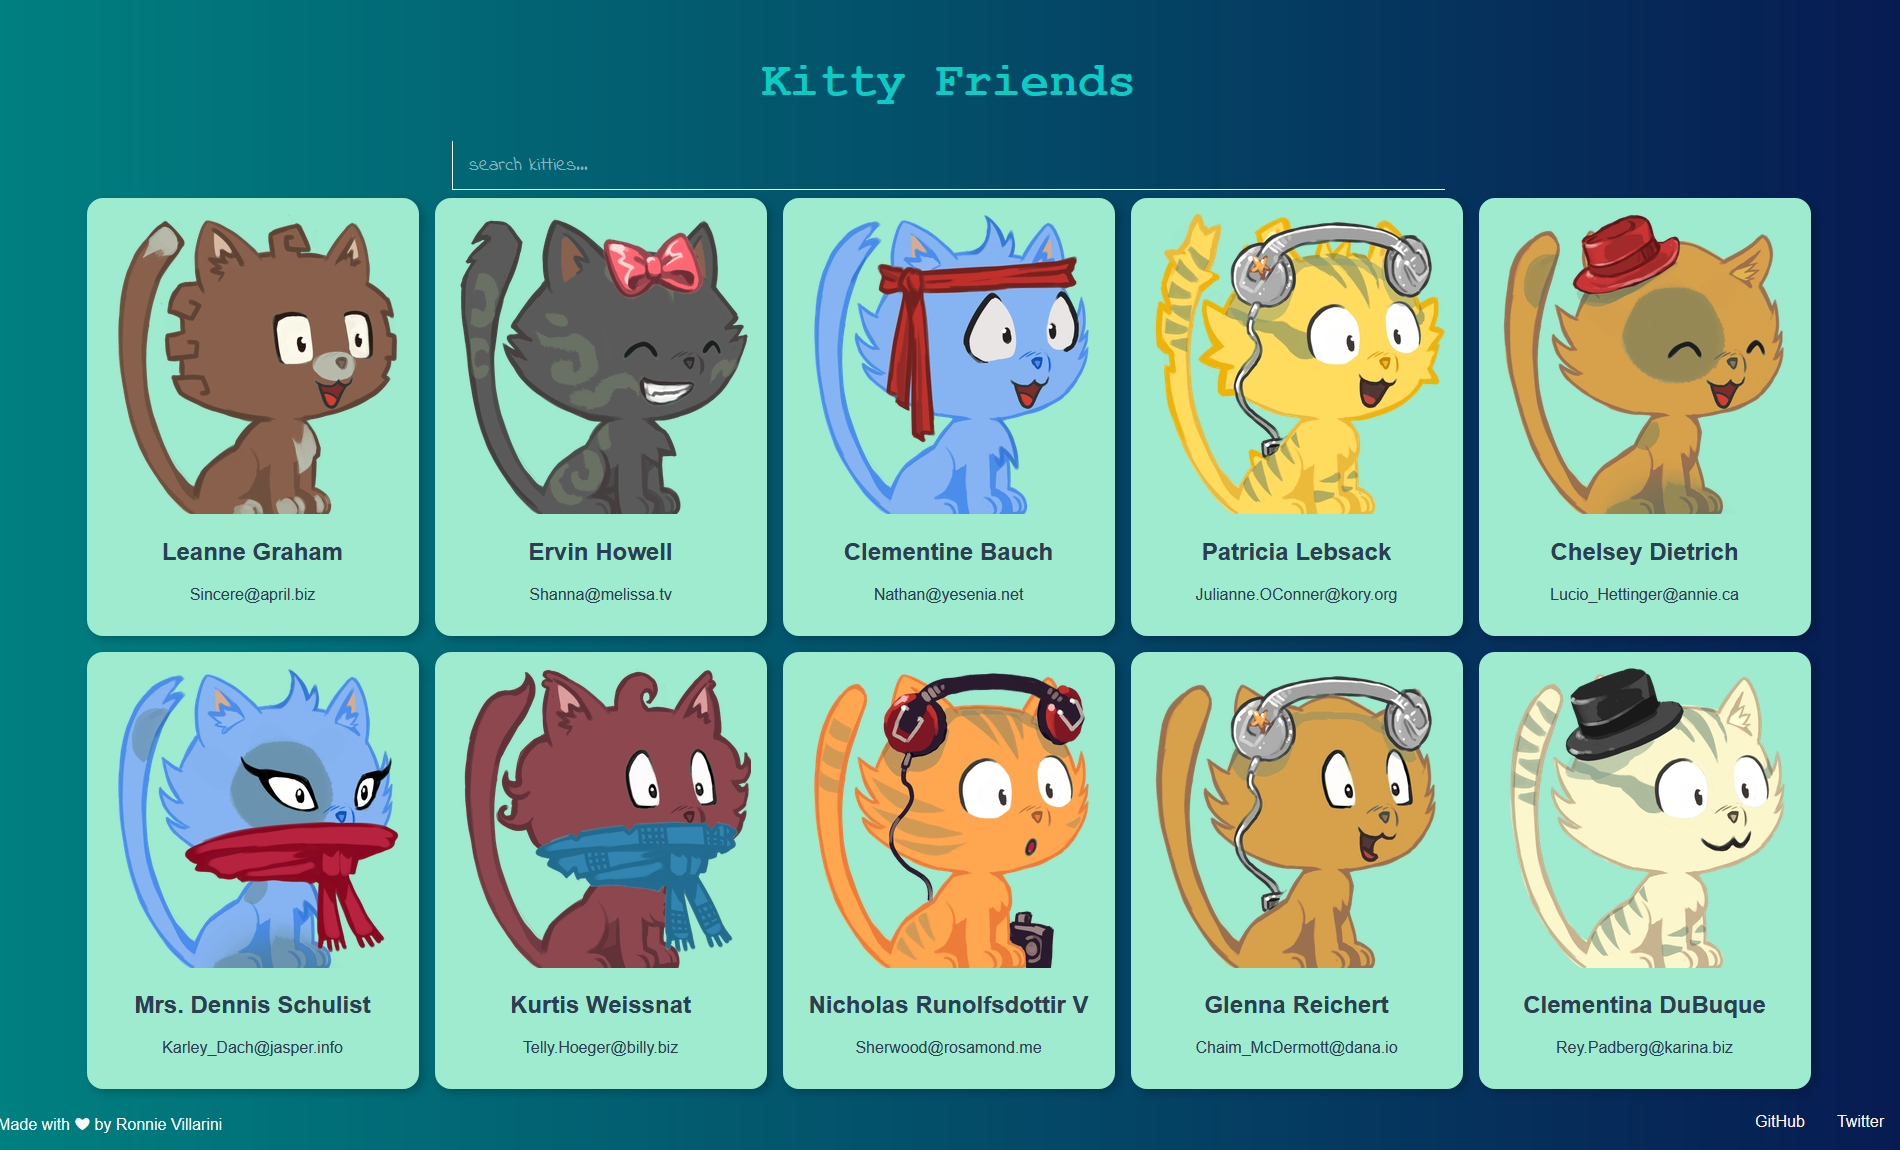 Kitty Friends
search kitties...
Leanne Graham
Sincere@april.biz
Ervin Howell
Shanna@melissa.tv
Clementine Bauch
Nathan@yesenia.net
Patricia Lebsack
Julianne.OConner@kory.org
Chelsey Dietrich
Lucio_Hettinger@annie.ca
Mrs. Dennis Schulist
Karley_Dach@jasper.info
Kurtis Weissnat
Telly.Hoeger@billy.biz
Nicholas Runolfsdottir V
Sherwood@rosamond.me
Glenna Reichert
Chaim_McDermott@dana.io
Clementina DuBuque
Rey.Padberg@karina.biz
Made with ♥ by Ronnie Villarini
GitHub Twitter